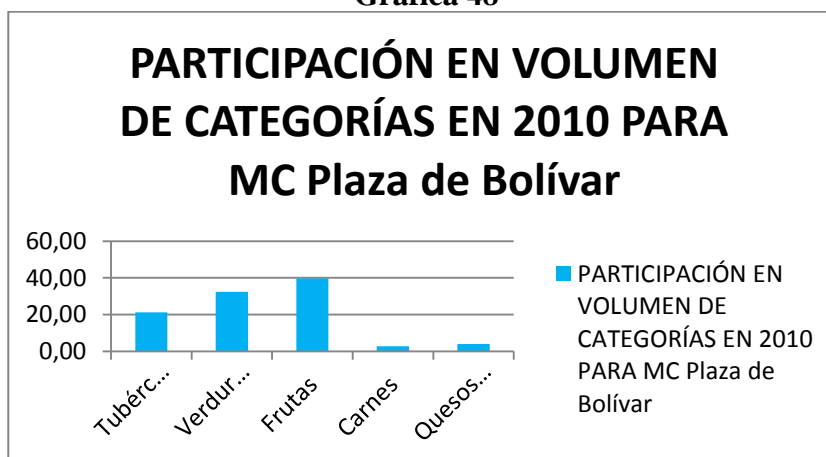 Gráfica 48
PARTICIPACIÓN EN VOLUMEN
DE CATEGORÍAS EN 2010 PARA
MC Plaza de Bolívar
60,00
40,00
20,00
0,00
Tubérc...
Verdur...
Frutas
Carnes
Quesos...
PARTICIPACIÓN EN
VOLUMEN DE
CATEGORÍAS EN 2010
PARA MC Plaza de
Bolívar